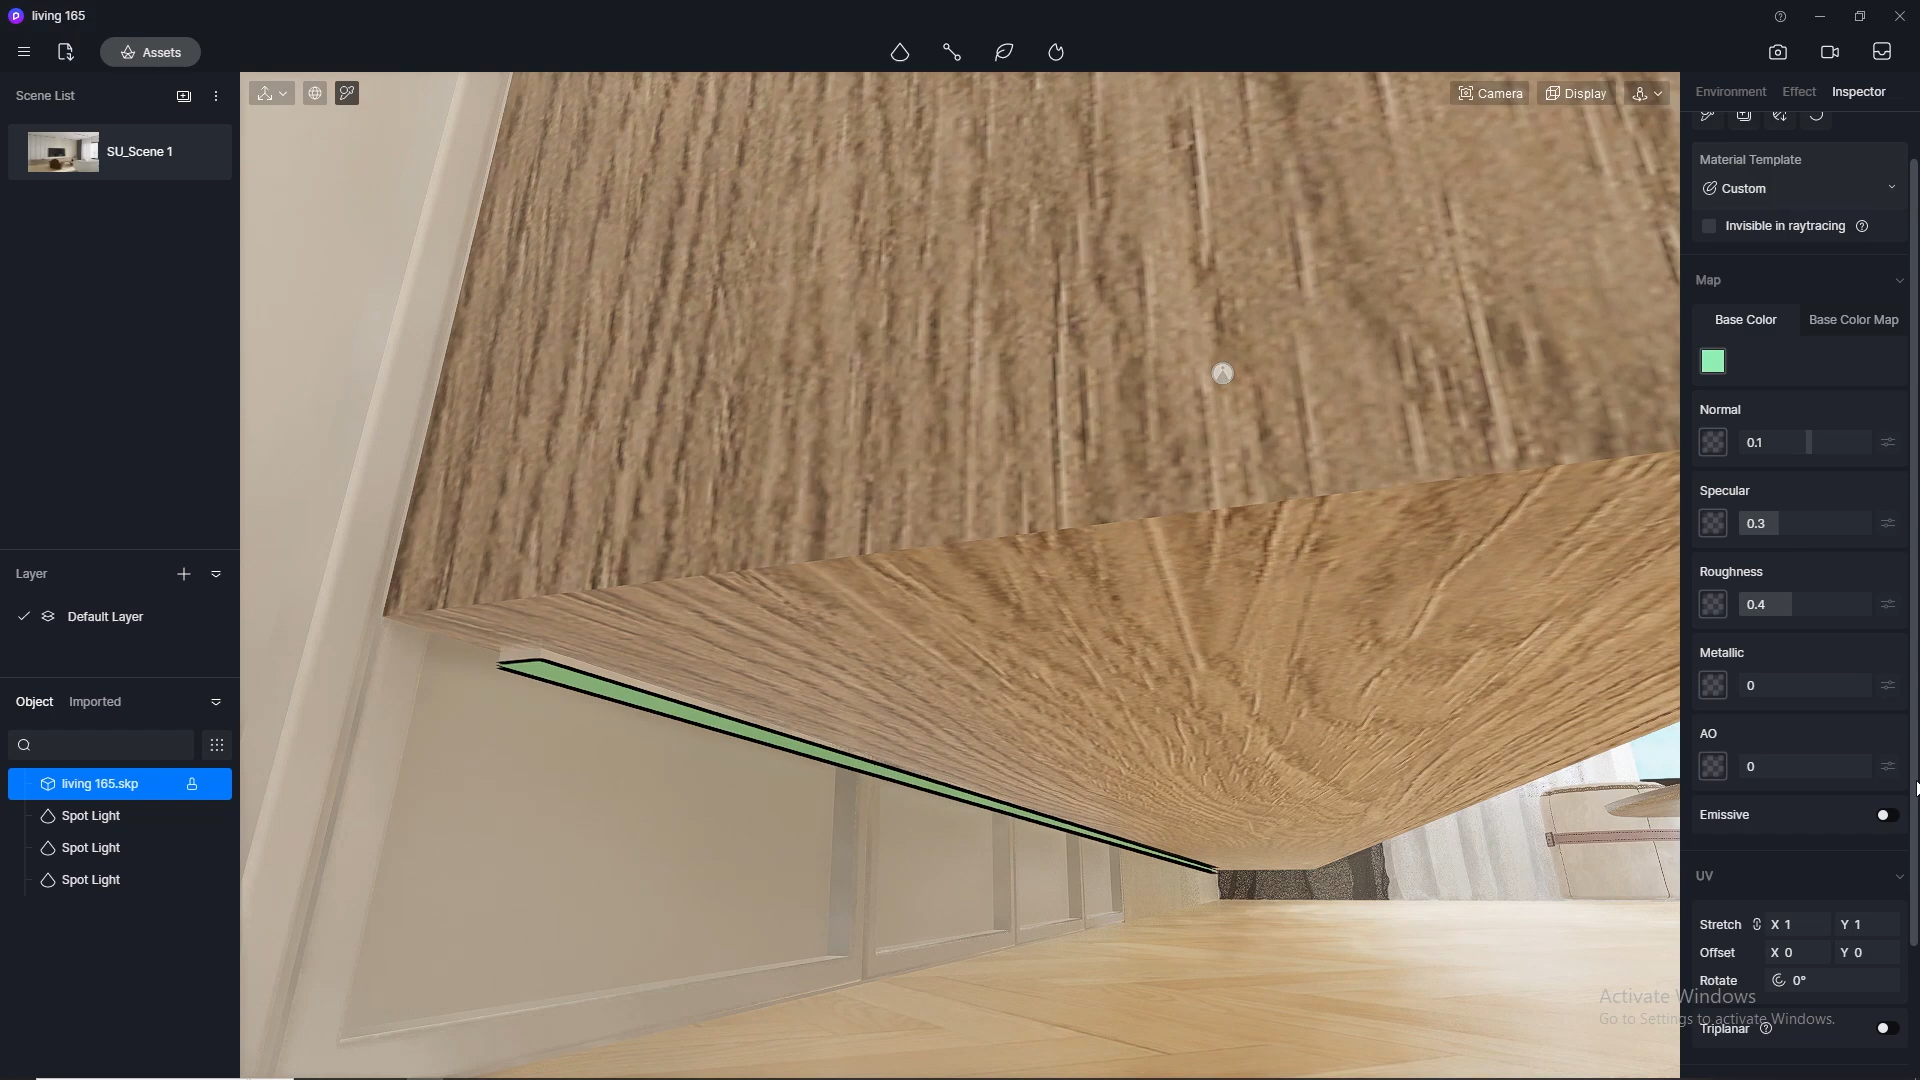 living 165
Assets
Scene List
SU_Scene 1
Camera
Display
Environment
Effect
Inspector
Material Template
Custom
Invisible in raytracing
Map
Base Color
Base Color Map
Normal
0.1
Specular
0.3
Roughness
0.4
Metallic
0
AO
0
Emissive
UV
Stretch
X 1
Y 1
Offset
X 0
Y 0
Rotate
0°
Triplanar
Layer
Default Layer
Object
Imported
living 165.skp
Spot Light
Spot Light
Spot Light
Activate Windows
Go to Settings to activate Windows.